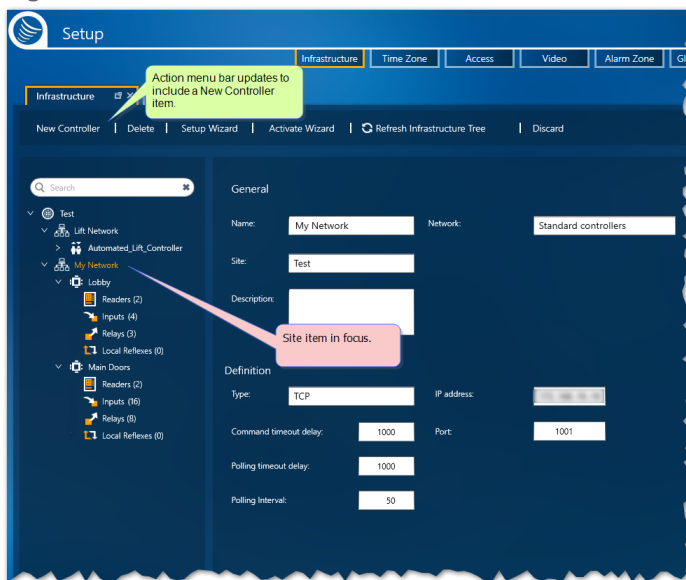 Setup
Infrastructure
Time Zone
Access
Video
Alarm Zone
Action menu bar updates to
include a New Controller
item.
Infrastructure
New Controller
Delete
Setup Wizard
Activate Wizard
Refresh Infrastructure Tree
Discard
Search
Test
Lift Network
Automated_Lift_Controller
My Network
Lobby
Readers (2)
Inputs (4)
Relays (3)
Local Reflexes (0)
Main Doors
Readers (2)
Inputs (16)
Relays (8)
Local Reflexes (0)
General
Name:
My Network
Network:
Standard controllers
Site:
Test
Description:
Site item in focus.
Definition
Type:
TCP
IP address:
Command timeout delay:
1000
Port:
1001
Polling timeout delay:
1000
Polling Interval:
50